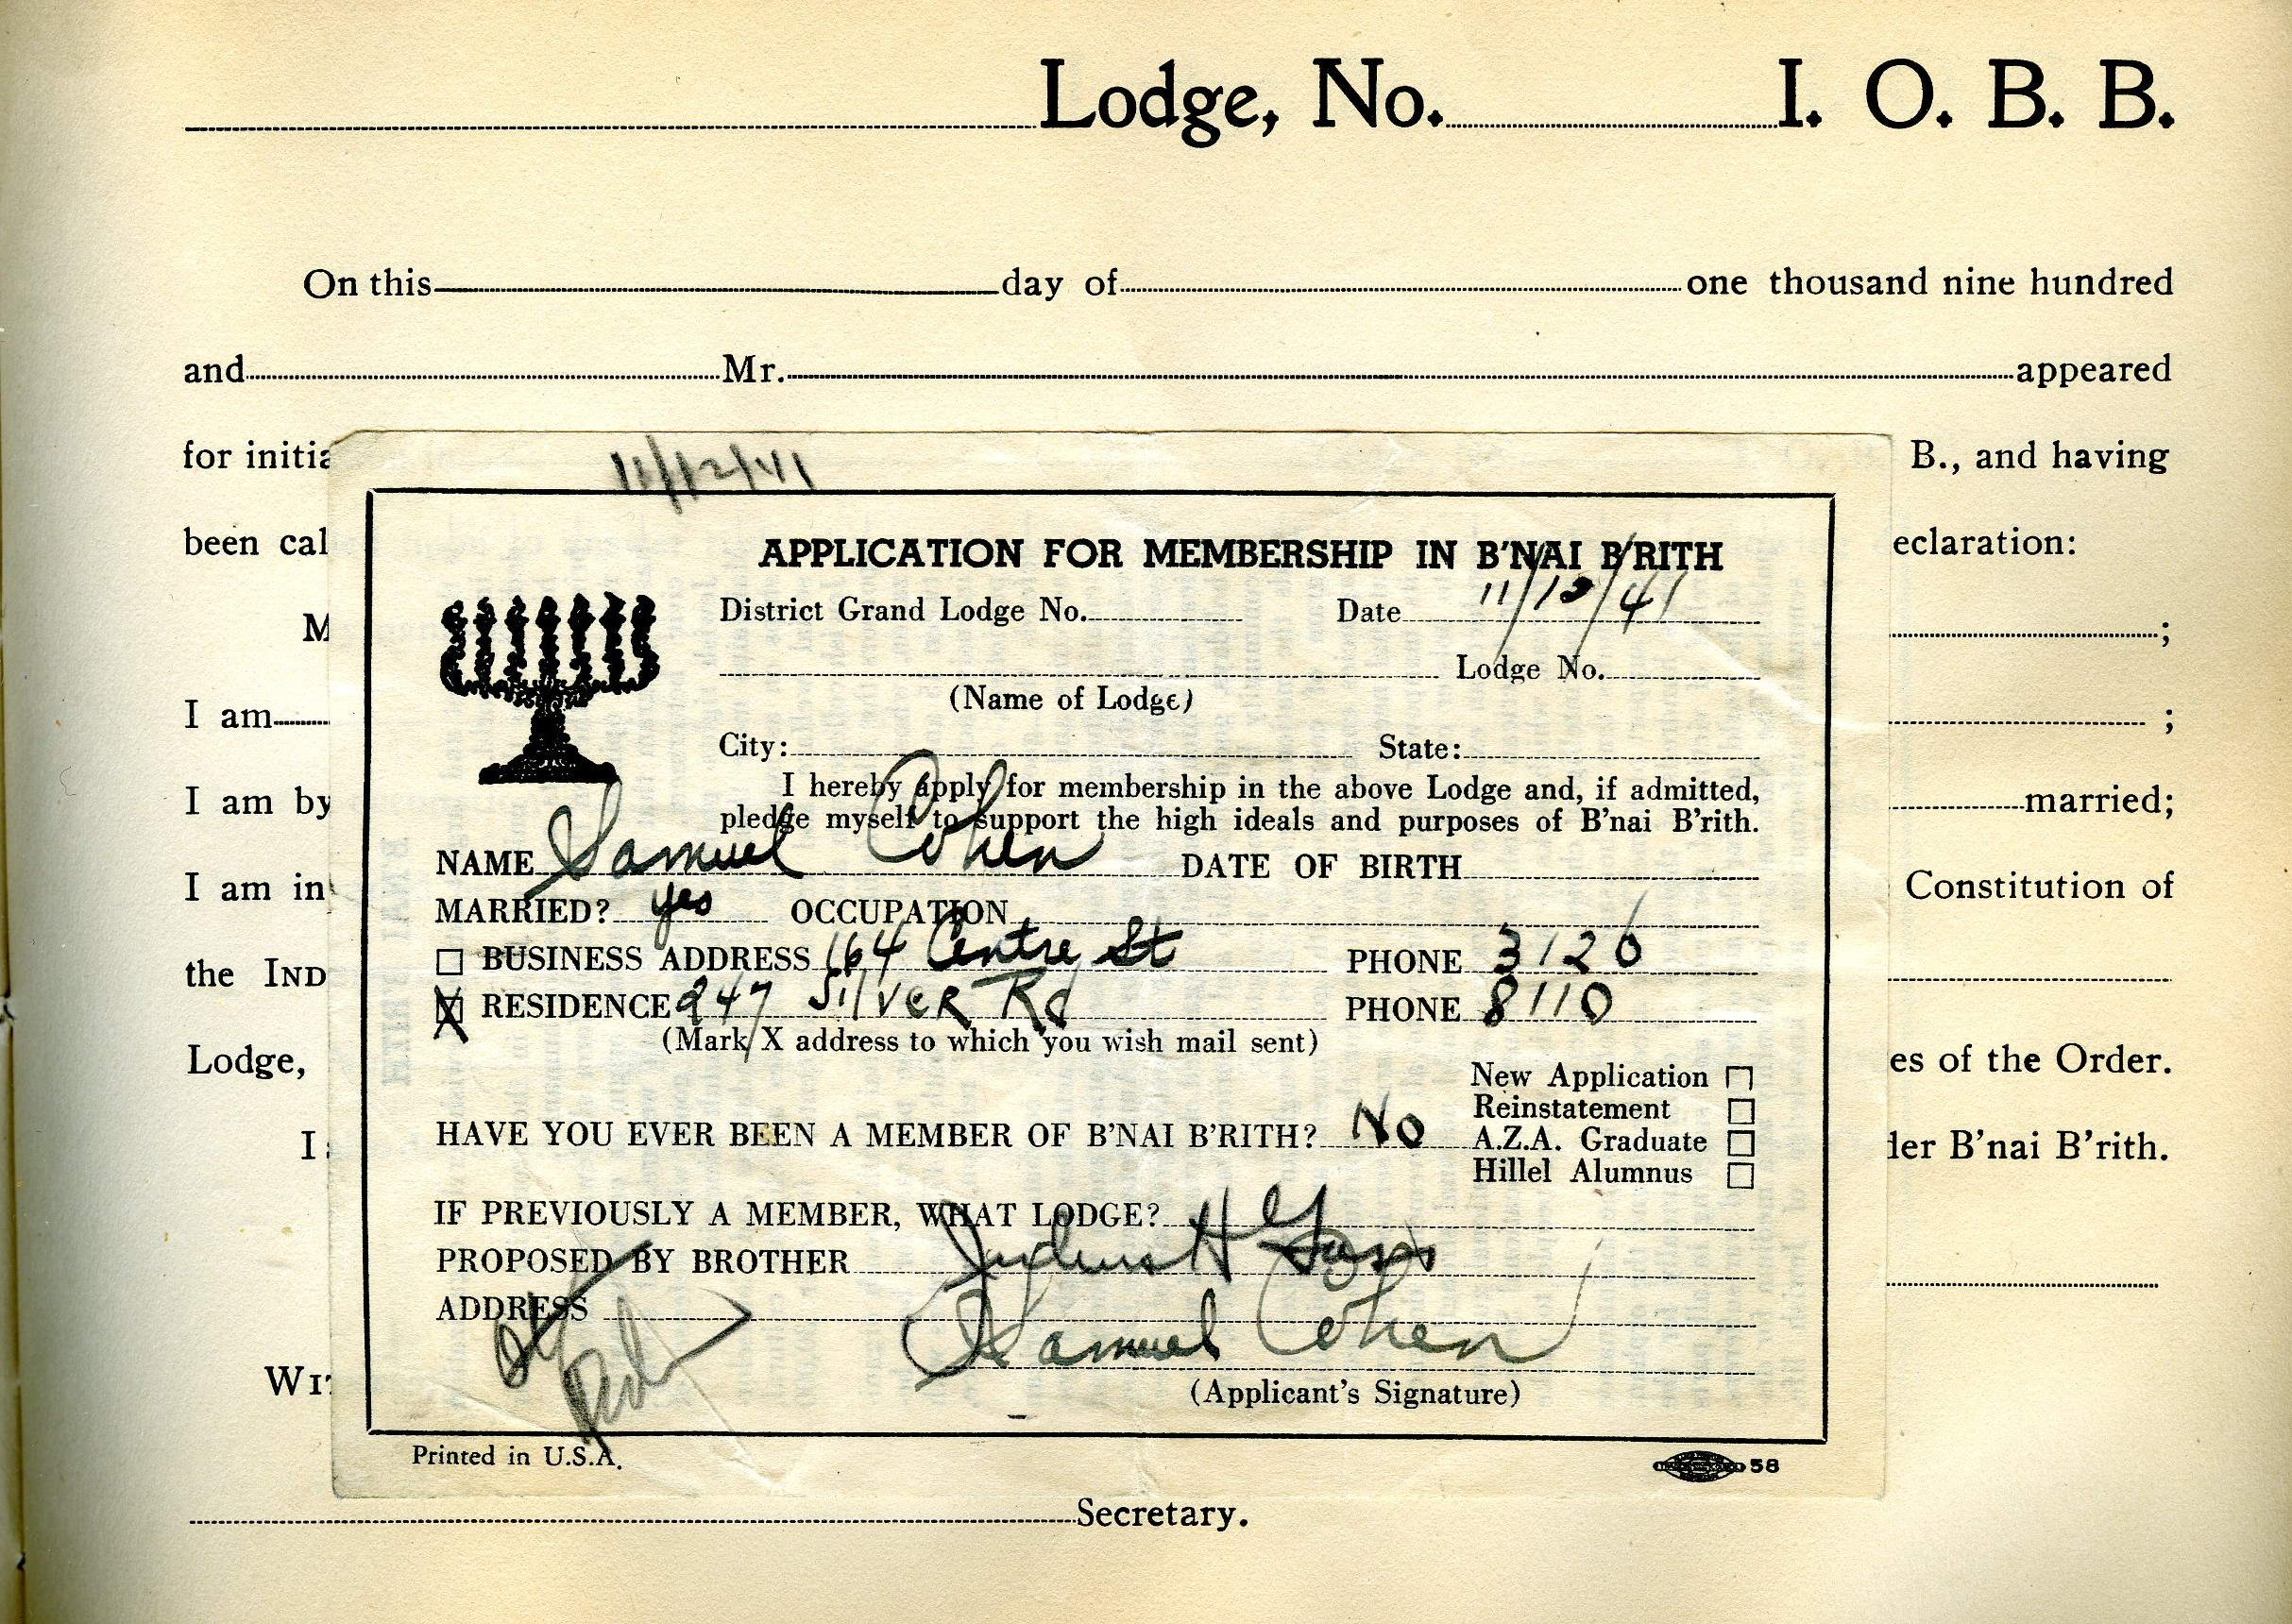 Lodge, No. I. O. B. B.
On this day of one thousand nine hundred
and Mr. appeared
for initia B., and having
been cal eclaration:
M ;
I am ;
I am by married;
I am in Constitution of
the IND
Lodge, es of the Order.
I der B'nai B'rith.
WIT
Secretary.
11/12/41
APPLICATION FOR MEMBERSHIP IN B'NAI B'RITH
District Grand Lodge No. Date 11/12/41
Lodge No.
(Name of Lodge)
City: State:
I hereby apply for membership in the above Lodge and, if admitted,
pledge myself to support the high ideals and purposes of B'nai B'rith.
NAME Samuel Cohen DATE OF BIRTH
MARRIED? yes OCCUPATION
BUSINESS ADDRESS 164 Centre St PHONE 3126
X RESIDENCE 247 Silver Rd PHONE 8110
(Mark X address to which you wish mail sent)
New Application
Reinstatement
HAVE YOU EVER BEEN A MEMBER OF B'NAI B'RITH? No A.Z.A. Graduate
Hillel Alumnus
IF PREVIOUSLY A MEMBER, WHAT LODGE?
PROPOSED BY BROTHER Julius H
ADDRESS
Samuel Cohen
(Applicant's Signature)
Printed in U.S.A.
58